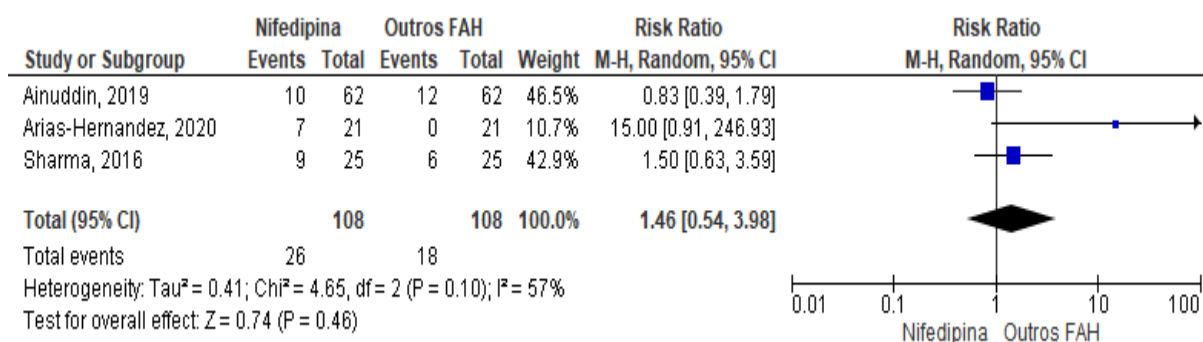 Nifedipina Outros FAH Risk Ratio Risk Ratio
Study or Subgroup Events Total Events Total Weight M-H, Random, 95% CI M-H, Random, 95% CI
Ainuddin, 2019 10 62 12 62 46.5% 0.83 [0.39, 1.79]
Arias-Hernandez, 2020 7 21 0 21 10.7% 15.00 [0.91, 246.93]
Sharma, 2016 9 25 6 25 42.9% 1.50 [0.63, 3.59]
Total (95% CI) 108 108 100.0% 1.46 [0.54, 3.98]
Total events 26 18
Heterogeneity: Tau² = 0.41; Chi² = 4.65, df = 2 (P = 0.10); I² = 57%
Test for overall effect: Z = 0.74 (P = 0.46)
0.01 0.1 1 10 100
Nifedipina Outros FAH